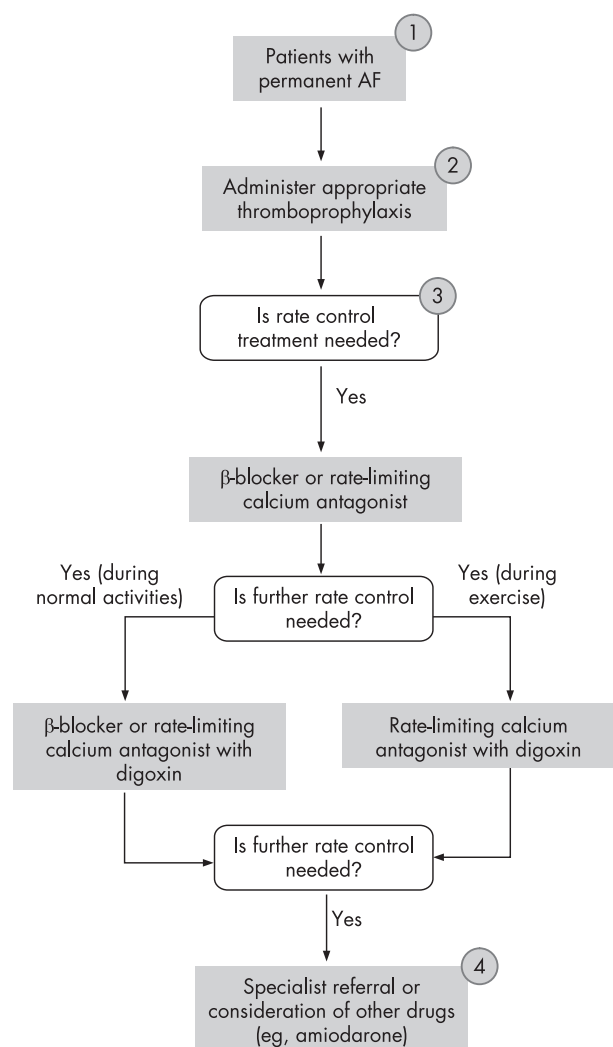 1
Patients with
permanent AF
2
Administer appropriate
thromboprophylaxis
3
Is rate control
treatment needed?
Yes
β-blocker or rate-limiting
calcium antagonist
Yes (during
normal activities)
Is further rate control
needed?
Yes (during
exercise)
β-blocker or rate-limiting
calcium antagonist with
digoxin
Rate-limiting calcium
antagonist with digoxin
Is further rate control
needed?
Yes
4
Specialist referral or
consideration of other drugs
(eg, amiodarone)